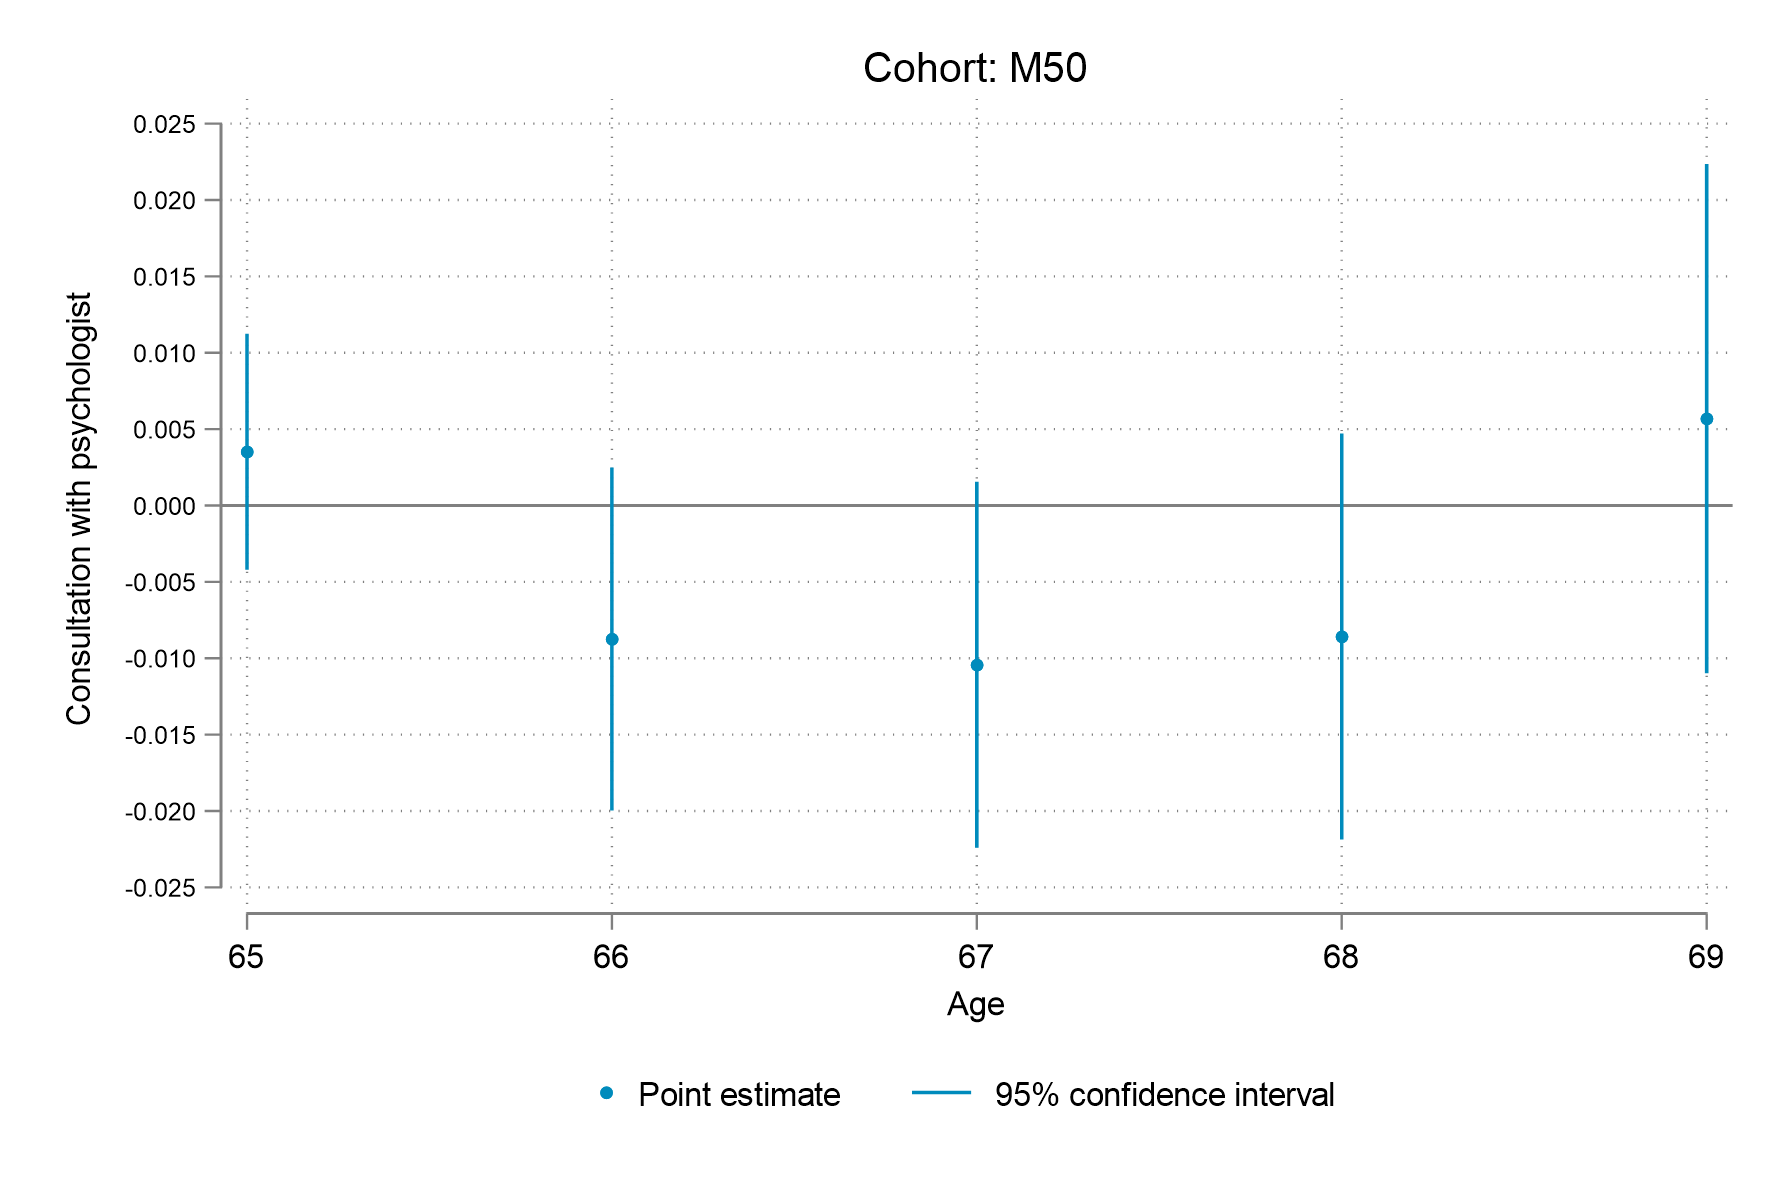 Cohort: M50
0.025
0.020
0.015
0.010
0.005
0.000
-0.005
-0.010
-0.015
-0.020
-0.025
Consultation with psychologist
65 66 67 68 69
Age
Point estimate 95% confidence interval